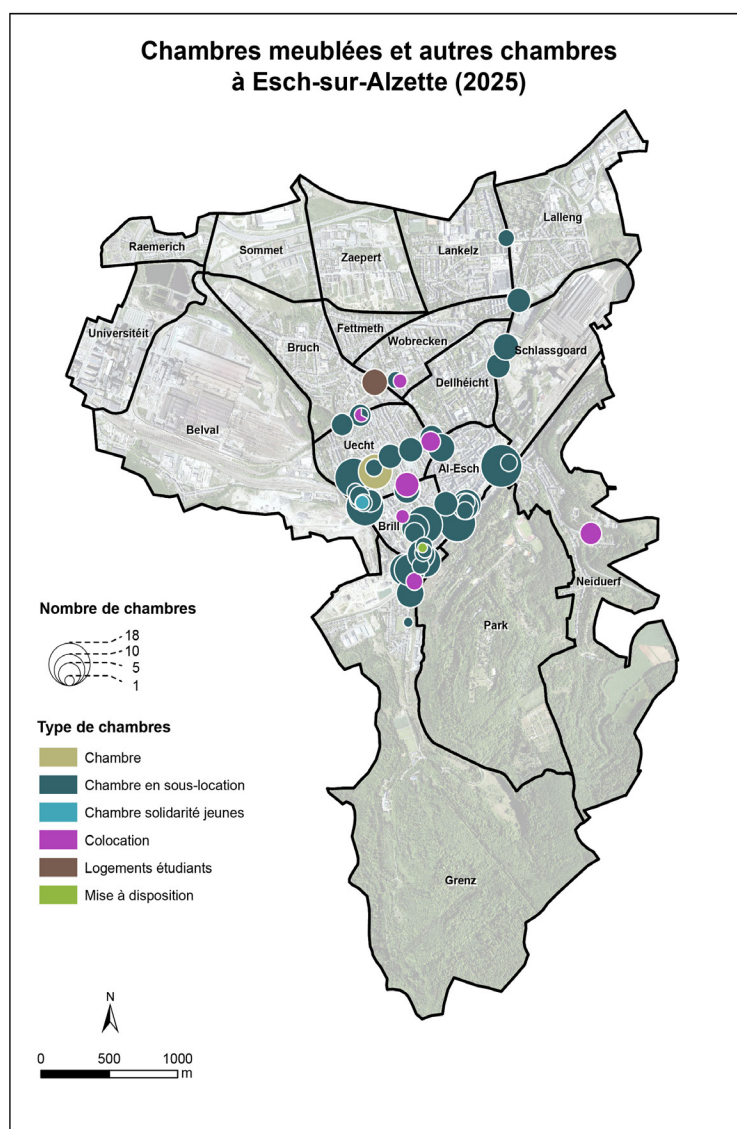 Chambres meublées et autres chambres
à Esch-sur-Alzette (2025)
Lalleng
Raemerich
Sommet
Zaepert
Lankelz
Universitéit
Fettmeth
Wobrecken
Schlassgoard
Bruch
Dellhéicht
Belval
Uecht
Al-Esch
Brill
Neiduerf
Park
Grenz
Nombre de chambres
18
10
5
1
Type de chambres
Chambre
Chambre en sous-location
Chambre solidarité jeunes
Colocation
Logements étudiants
Mise à disposition
N
0 500 1000
m